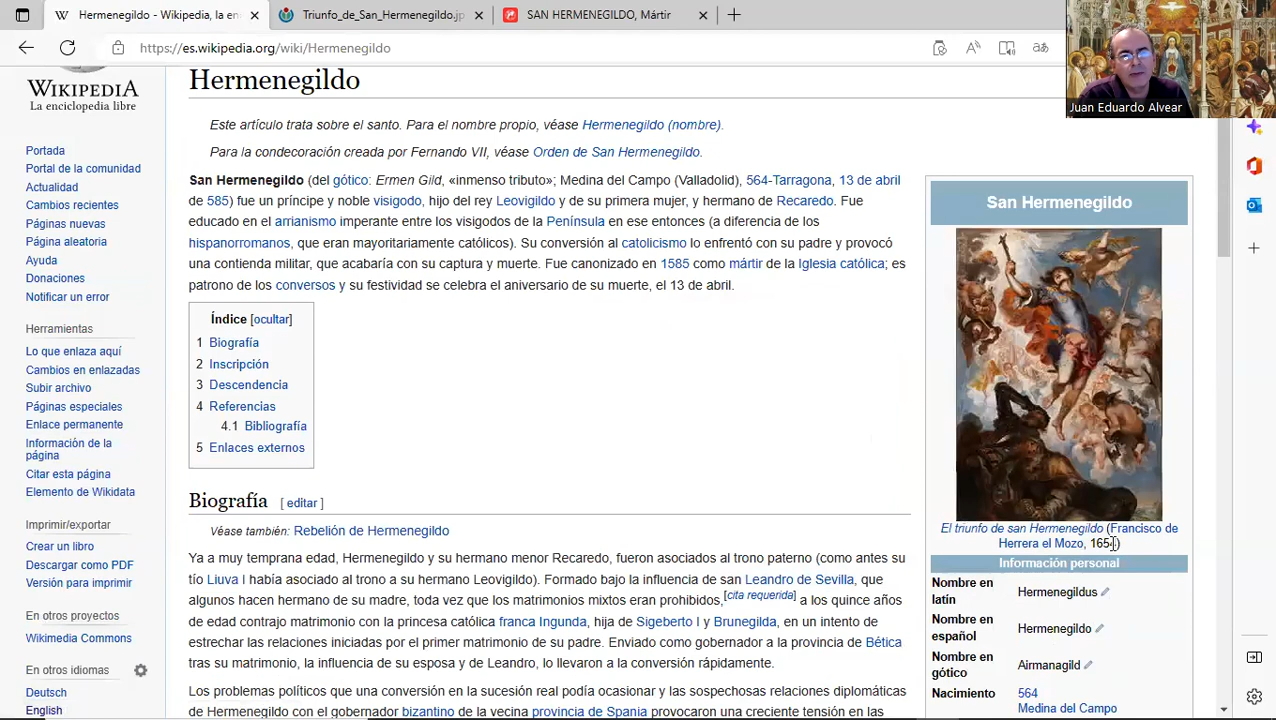 Hermenegildo - Wikipedia, la en
Triunfo_de_San_Hermenegildo.jp
SAN HERMENEGILDO, Mártir
https://es.wikipedia.org/wiki/Hermenegildo
Juan Eduardo Alvear
WIKIPEDIA
La enciclopedia libre
Portada
Portal de la comunidad
Actualidad
Cambios recientes
Páginas nuevas
Página aleatoria
Ayuda
Donaciones
Notificar un error
Herramientas
Lo que enlaza aquí
Cambios en enlazadas
Subir archivo
Páginas especiales
Enlace permanente
Información de la
página
Citar esta página
Elemento de Wikidata
Imprimir/exportar
Crear un libro
Descargar como PDF
Versión para imprimir
En otros proyectos
Wikimedia Commons
En otros idiomas
Deutsch
English
Hermenegildo
Este artículo trata sobre el santo. Para el nombre propio, véase Hermenegildo (nombre).
Para la condecoración creada por Fernando VII, véase Orden de San Hermenegildo.
San Hermenegildo (del gótico: Ermen Gild, «inmenso tributo»; Medina del Campo (Valladolid), 564-Tarragona, 13 de abril
de 585) fue un príncipe y noble visigodo, hijo del rey Leovigildo y de su primera mujer, y hermano de Recaredo. Fue
educado en el arrianismo imperante entre los visigodos de la Península en ese entonces (a diferencia de los
hispanorromanos, que eran mayoritariamente católicos). Su conversión al catolicismo lo enfrentó con su padre y provocó
una contienda militar, que acabaría con su captura y muerte. Fue canonizado en 1585 como mártir de la Iglesia católica; es
patrono de los conversos y su festividad se celebra el aniversario de su muerte, el 13 de abril.
Índice [ocultar]
1 Biografía
2 Inscripción
3 Descendencia
4 Referencias
4.1 Bibliografía
5 Enlaces externos
Biografía [ editar ]
Véase también: Rebelión de Hermenegildo
Ya a muy temprana edad, Hermenegildo y su hermano menor Recaredo, fueron asociados al trono paterno (como antes su
tío Liuva I había asociado al trono a su hermano Leovigildo). Formado bajo la influencia de san Leandro de Sevilla, que
algunos hacen hermano de su madre, toda vez que los matrimonios mixtos eran prohibidos,[cita requerida] a los quince años
de edad contrajo matrimonio con la princesa católica franca Ingunda, hija de Sigeberto I y Brunegilda, en un intento de
estrechar las relaciones iniciadas por el primer matrimonio de su padre. Enviado como gobernador a la provincia de Bética
tras su matrimonio, la influencia de su esposa y de Leandro, lo llevaron a la conversión rápidamente.
Los problemas políticos que una conversión en la sucesión real podía ocasionar y las sospechosas relaciones diplomáticas
de Hermenegildo con el gobernador bizantino de la vecina provincia de Spania provocaron una creciente tensión en las
San Hermenegildo
El triunfo de san Hermenegildo (Francisco de
Herrera el Mozo, 1654)
Información personal
Nombre en
latín
Hermenegildus
Nombre en
español
Hermenegildo
Nombre en
gótico
Airmanagild
Nacimiento
564
Medina del Campo